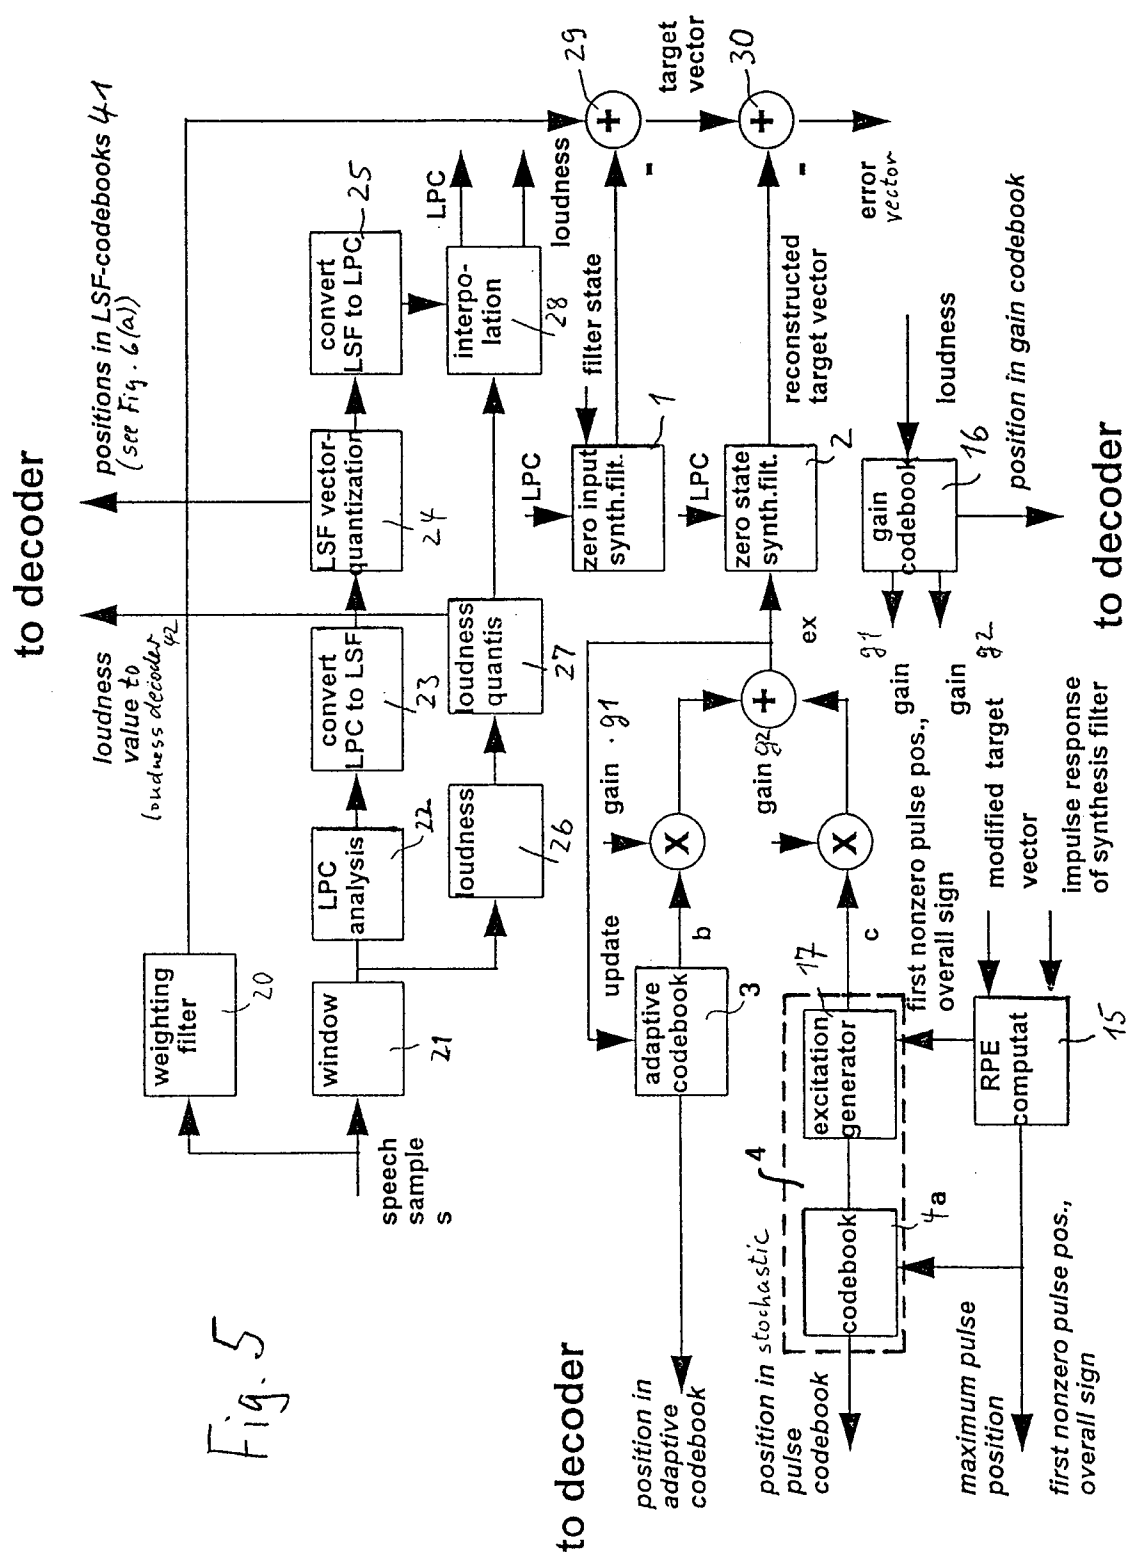 to decoder
loudness
value to
loudness decoder
42
positions in LSF-codebooks 41
(see Fig. 6(a))
weighting
filter
20
speech
sample
s
window
21
LPC
analysis
22
convert
LPC to LSF
23
LSF vector-
quantization
24
convert
LSF to LPC
25
loudness
26
loudness
quantis
27
interpo-
lation
28
LPC
loudness
29
target
vector
30
LPC
zero input
synth.filt.
1
filter state
+
-
LPC
zero state
synth.filt.
2
reconstructed
target vector
+
-
error
vector
update
adaptive
codebook
3
b
gain · g1
X
+
ex
gain g2
X
c
gain
codebook
16
loudness
gain g1
gain g2
position in gain codebook
to decoder
4
codebook
4a
excitation
generator
17
first nonzero pulse pos.,
overall sign
RPE
computat
15
modified target
vector
impulse response
of synthesis filter
to decoder
position in
adaptive
codebook
position in stochastic
pulse
codebook
maximum pulse
position
first nonzero pulse pos.,
overall sign
Fig. 5